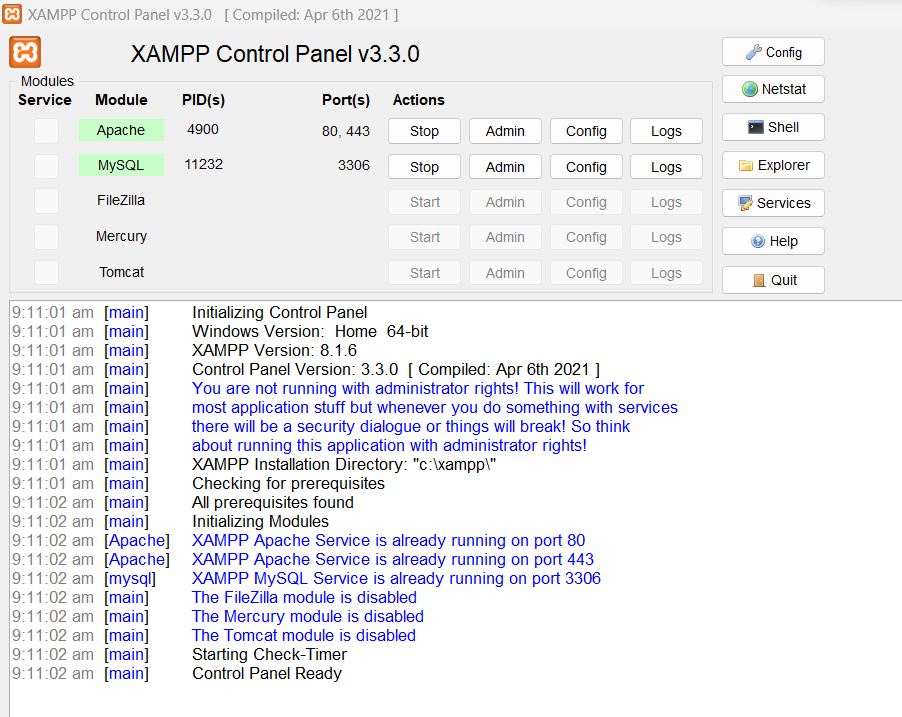 XAMPP Control Panel v3.3.0 [ Compiled: Apr 6th 2021 ]
XAMPP Control Panel v3.3.0
Config
Modules
Service Module PID(s) Port(s) Actions
Netstat
Apache 4900 80, 443 Stop Admin Config Logs
Shell
MySQL 11232 3306 Stop Admin Config Logs
Explorer
FileZilla Start Admin Config Logs
Services
Mercury Start Admin Config Logs
Help
Tomcat Start Admin Config Logs
Quit
9:11:01 am [main] Initializing Control Panel
9:11:01 am [main] Windows Version: Home 64-bit
9:11:01 am [main] XAMPP Version: 8.1.6
9:11:01 am [main] Control Panel Version: 3.3.0 [ Compiled: Apr 6th 2021 ]
9:11:01 am [main] You are not running with administrator rights! This will work for
9:11:01 am [main] most application stuff but whenever you do something with services
9:11:01 am [main] there will be a security dialogue or things will break! So think
9:11:01 am [main] about running this application with administrator rights!
9:11:01 am [main] XAMPP Installation Directory: "c:\xampp\"
9:11:01 am [main] Checking for prerequisites
9:11:02 am [main] All prerequisites found
9:11:02 am [main] Initializing Modules
9:11:02 am [Apache] XAMPP Apache Service is already running on port 80
9:11:02 am [Apache] XAMPP Apache Service is already running on port 443
9:11:02 am [mysql] XAMPP MySQL Service is already running on port 3306
9:11:02 am [main] The FileZilla module is disabled
9:11:02 am [main] The Mercury module is disabled
9:11:02 am [main] The Tomcat module is disabled
9:11:02 am [main] Starting Check-Timer
9:11:02 am [main] Control Panel Ready